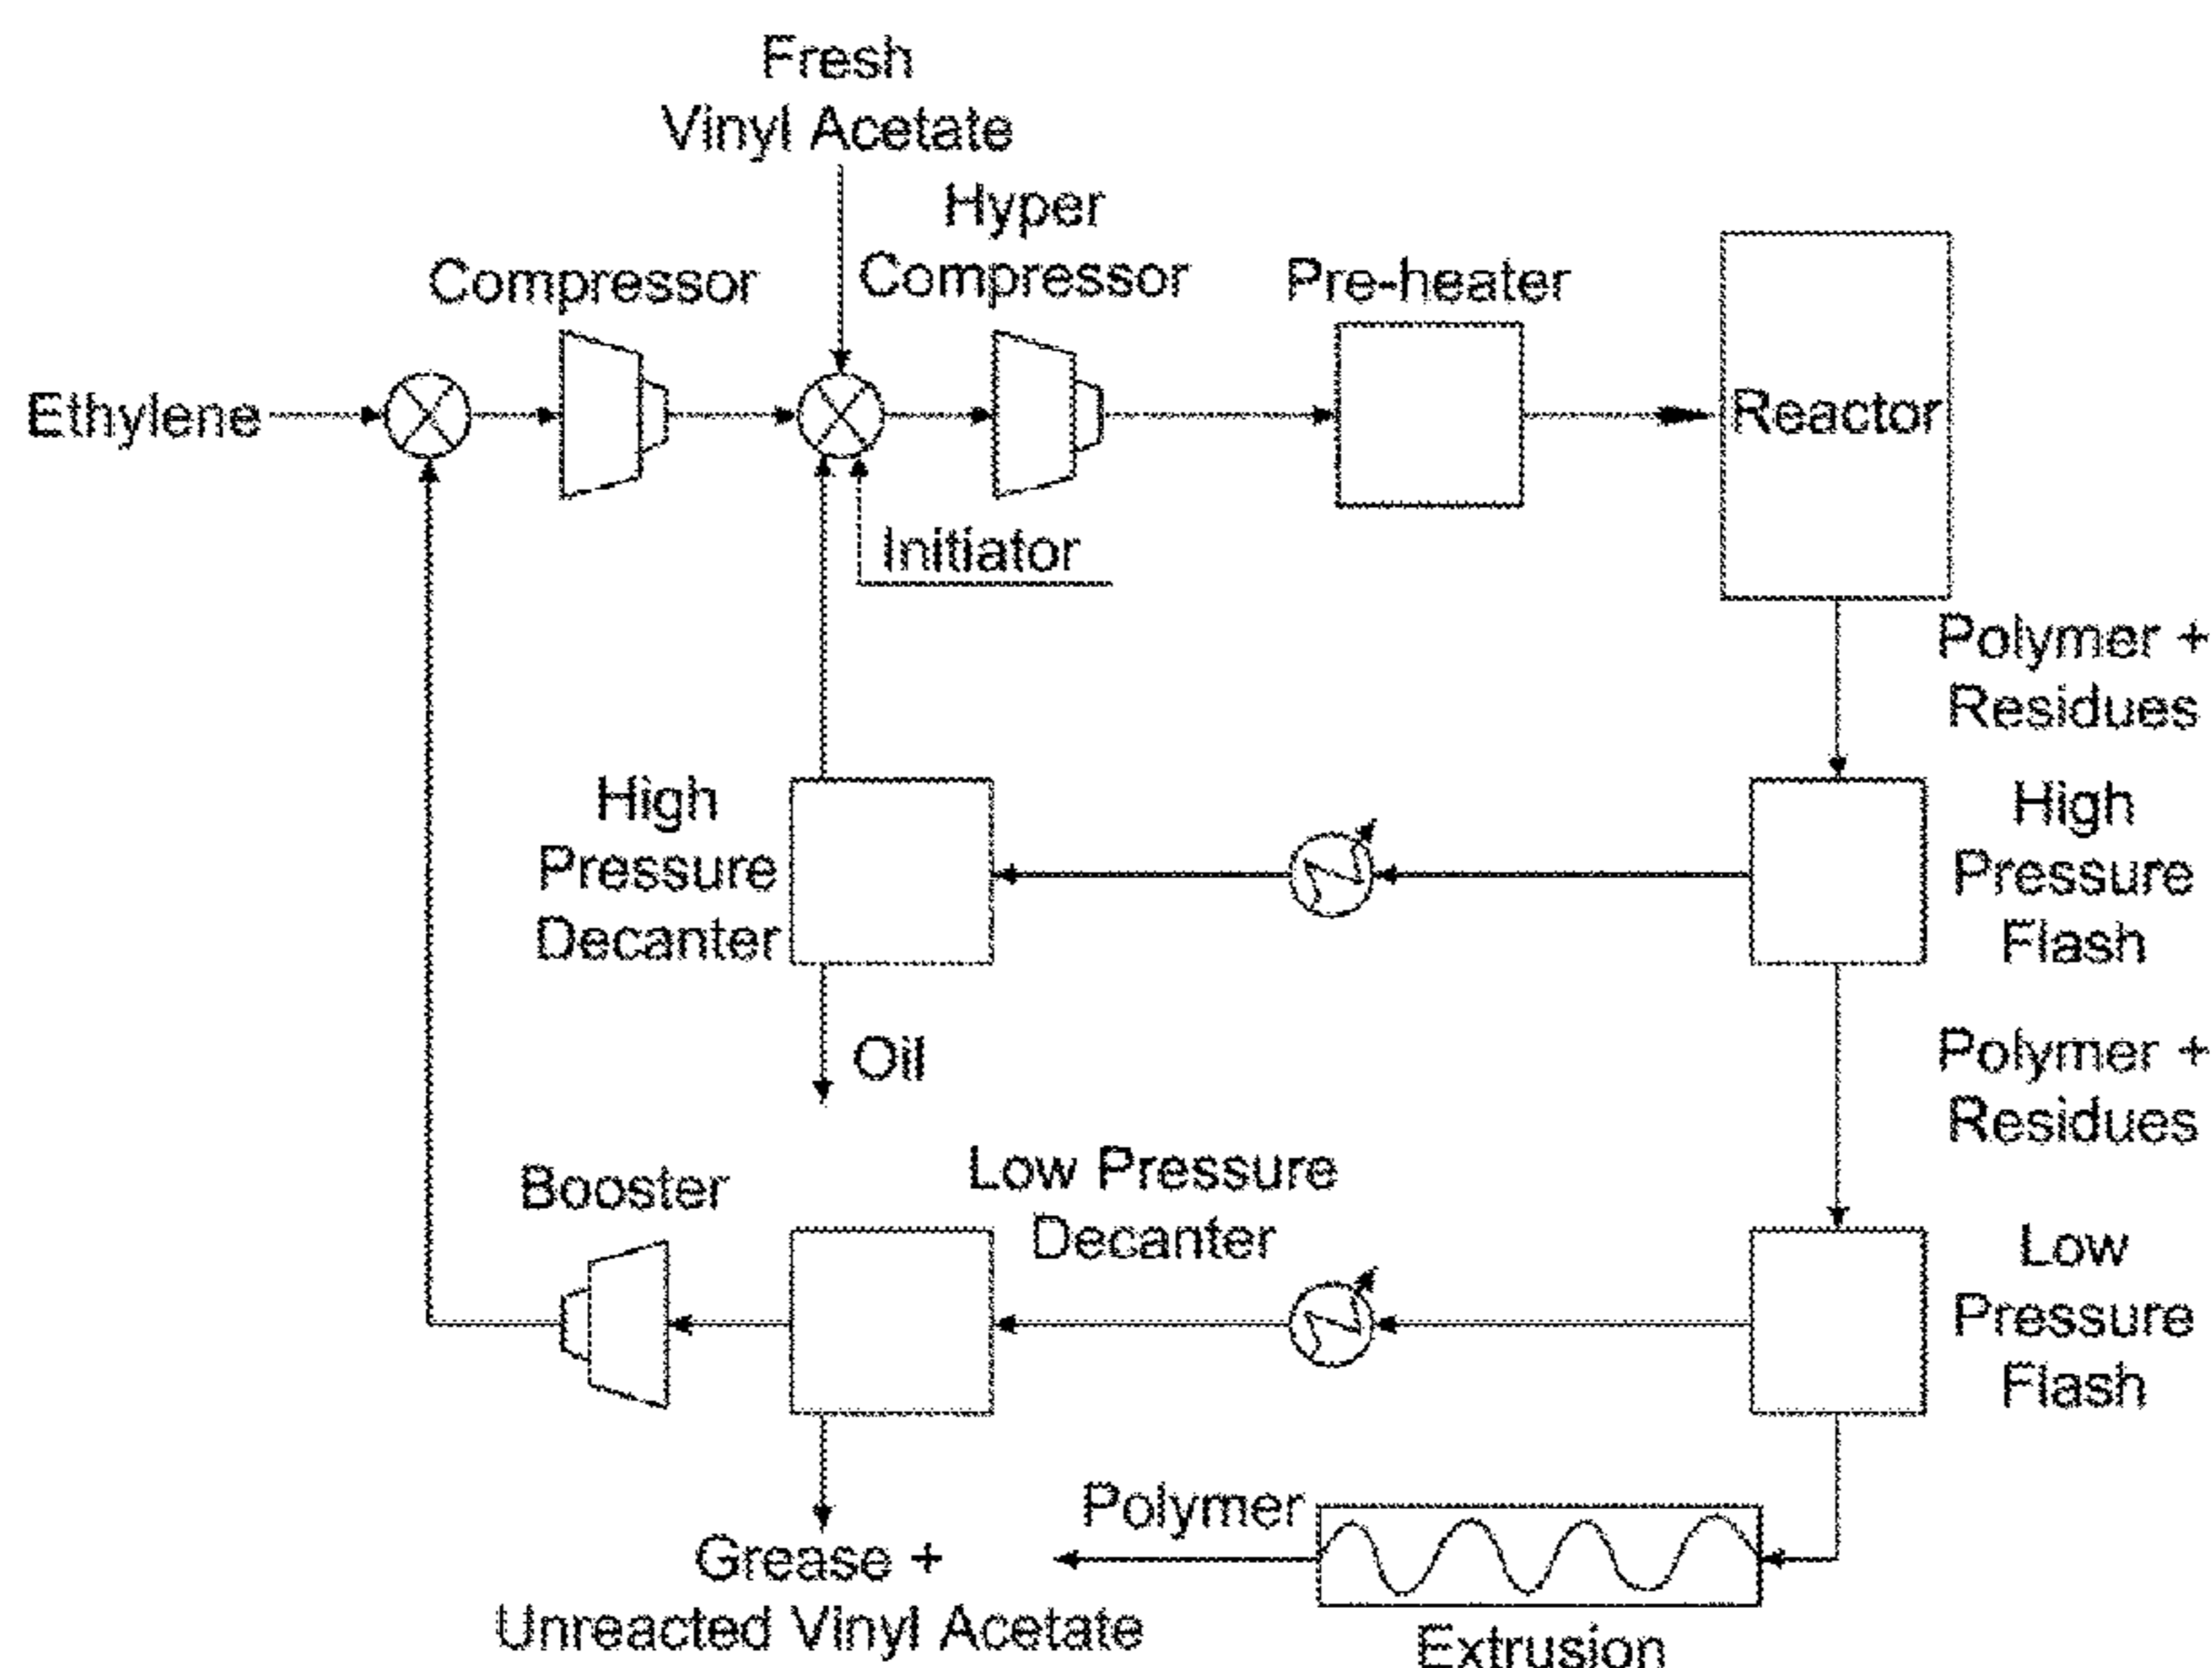 Fresh
Vinyl Acetate
Hyper
Compressor
Compressor
Pre-heater
Ethylene
Reactor
Initiator
Polymer +
Residues
High
Pressure
Decanter
High
Pressure
Flash
Oil
Polymer +
Residues
Booster
Low Pressure
Decanter
Low
Pressure
Flash
Polymer
Grease +
Unreacted Vinyl Acetate
Extrusion